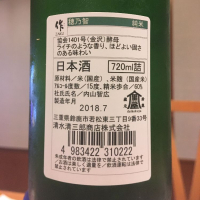 作 穂乃智 純米
協会1401号(金沢)酵母
ライチのような香り、ほどよい甘さ
のある味わい
日本酒 720ml詰
原材料/米(国産)、米麹(国産米)
アルコール度数/15度、精米歩合/60%
杜氏氏名/内山智広
製造年月 2018.7
三重県鈴鹿市若松東三丁目9番33号
清水清三郎商店株式会社
4 983422 310222